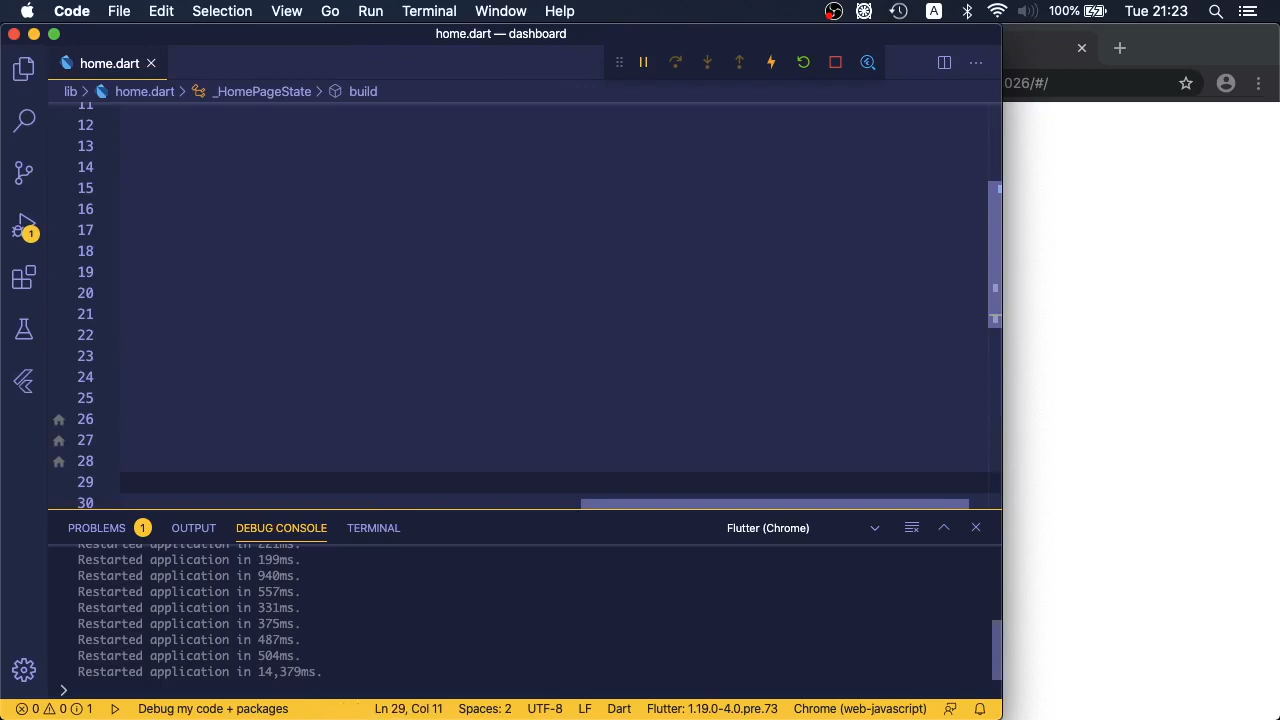 Code File Edit Selection View Go Run Terminal Window Help 100% Tue 21:23
home.dart — dashboard
home.dart
026/#/
lib home.dart _HomePageState build
11
12
13
14
15
16
17
18
19
20
21
22
23
24
25
26
27
28
29
30
PROBLEMS 1 OUTPUT DEBUG CONSOLE TERMINAL Flutter (Chrome)
Restarted application in 221ms.
Restarted application in 199ms.
Restarted application in 940ms.
Restarted application in 557ms.
Restarted application in 331ms.
Restarted application in 375ms.
Restarted application in 487ms.
Restarted application in 504ms.
Restarted application in 14,379ms.
>
0 0 1 Debug my code + packages Ln 29, Col 11 Spaces: 2 UTF-8 LF Dart Flutter: 1.19.0-4.0.pre.73 Chrome (web-javascript)